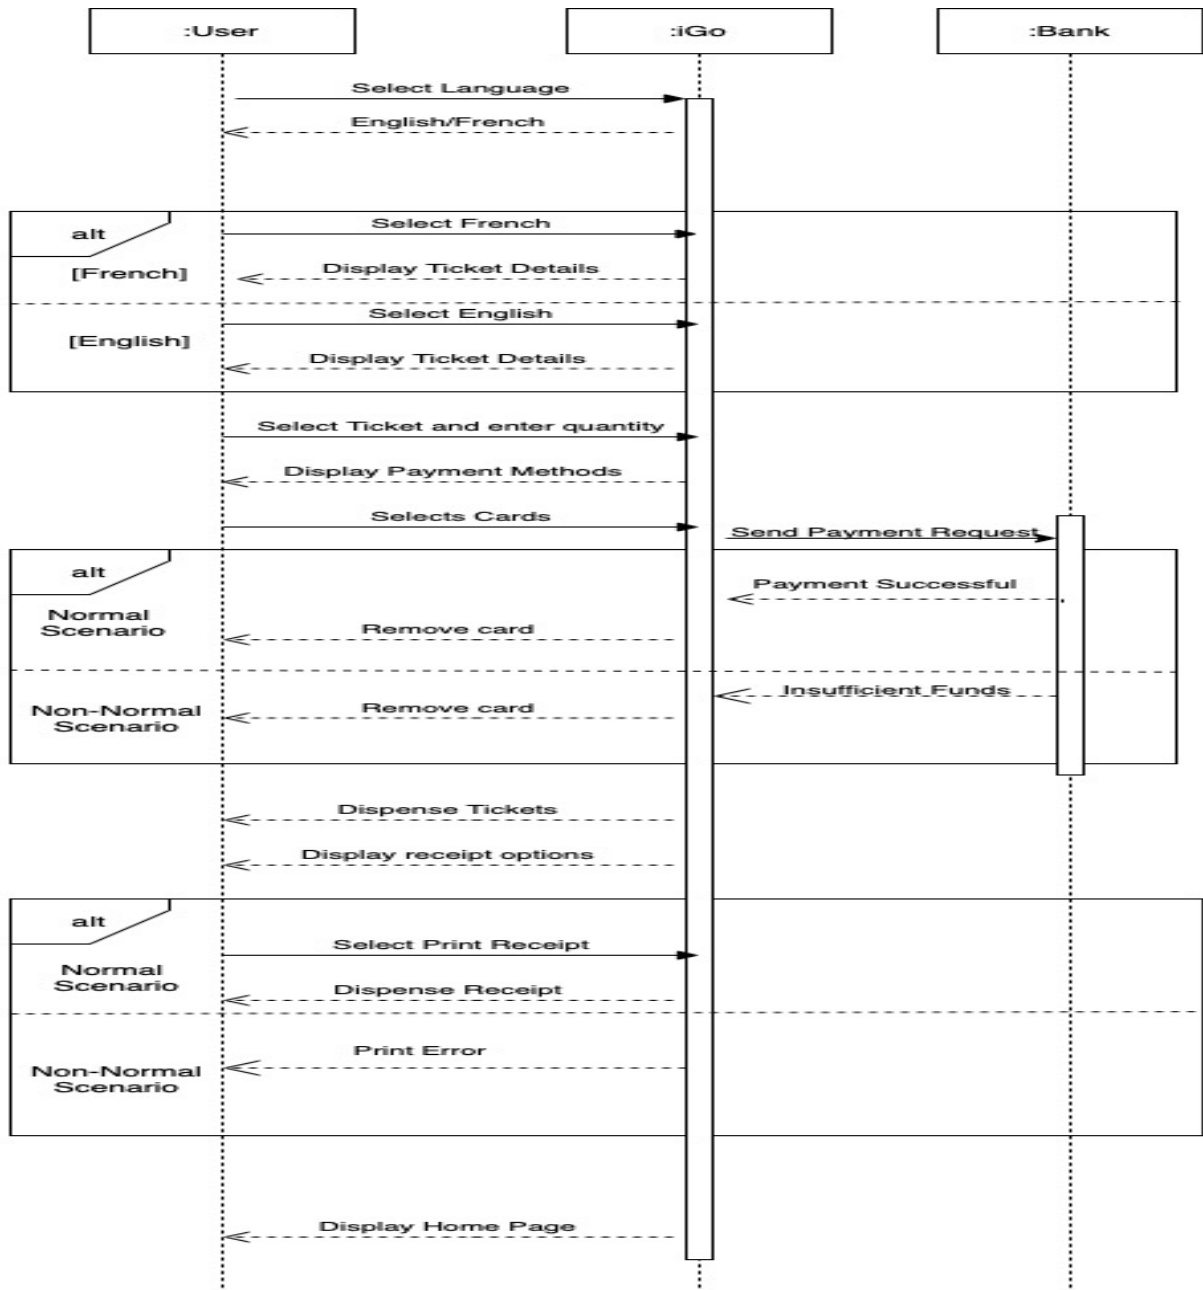 :User
:iGo
:Bank
Select Language
English/French
alt
Select French
[French]
Display Ticket Details
Select English
[English]
Display Ticket Details
Select Ticket and enter quantity
Display Payment Methods
Selects Cards
Send Payment Request
alt
Payment Successful
Normal
Scenario
Remove card
Insufficient Funds
Non-Normal
Scenario
Remove card
Dispense Tickets
Display receipt options
alt
Select Print Receipt
Normal
Scenario
Dispense Receipt
Print Error
Non-Normal
Scenario
Display Home Page